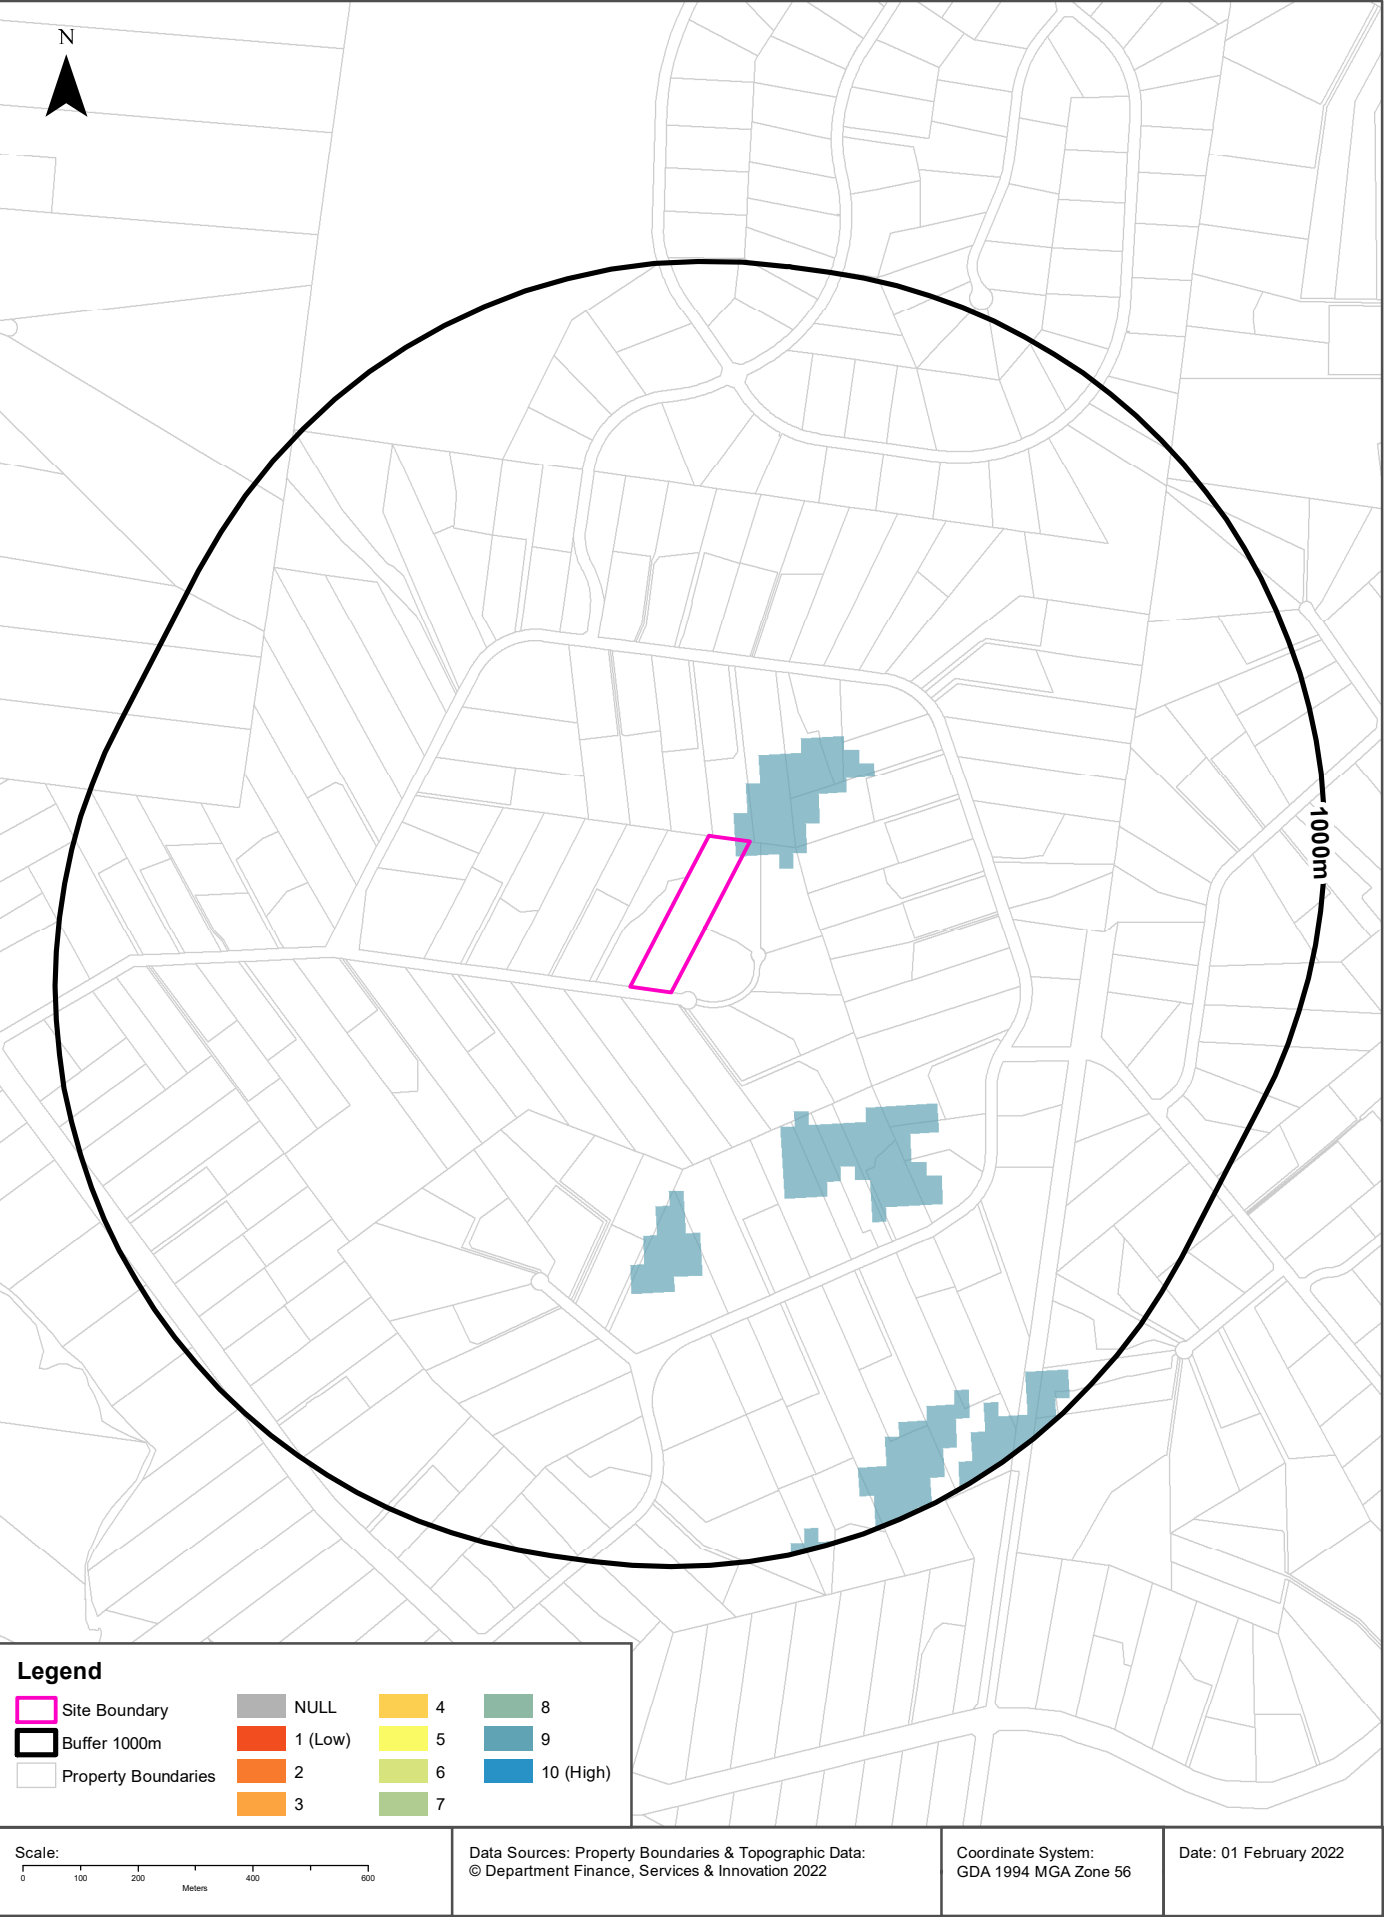 N
1000m
Legend
Site Boundary
Buffer 1000m
Property Boundaries
NULL
1 (Low)
2
3
4
5
6
7
8
9
10 (High)
Scale:
0 100 200 400 600
Meters
Data Sources: Property Boundaries & Topographic Data:
© Department Finance, Services & Innovation 2022
Coordinate System:
GDA 1994 MGA Zone 56
Date: 01 February 2022